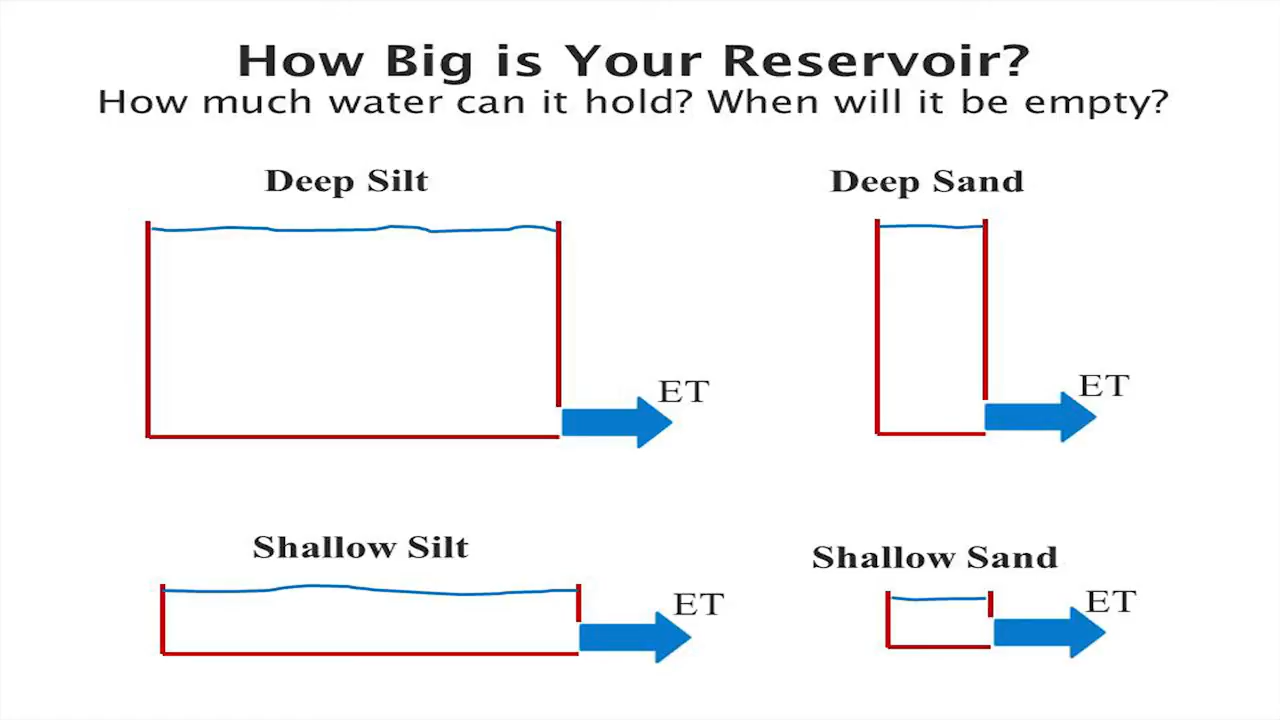 How Big is Your Reservoir?
How much water can it hold? When will it be empty?
Deep Silt
Deep Sand
ET
ET
Shallow Silt
Shallow Sand
ET
ET